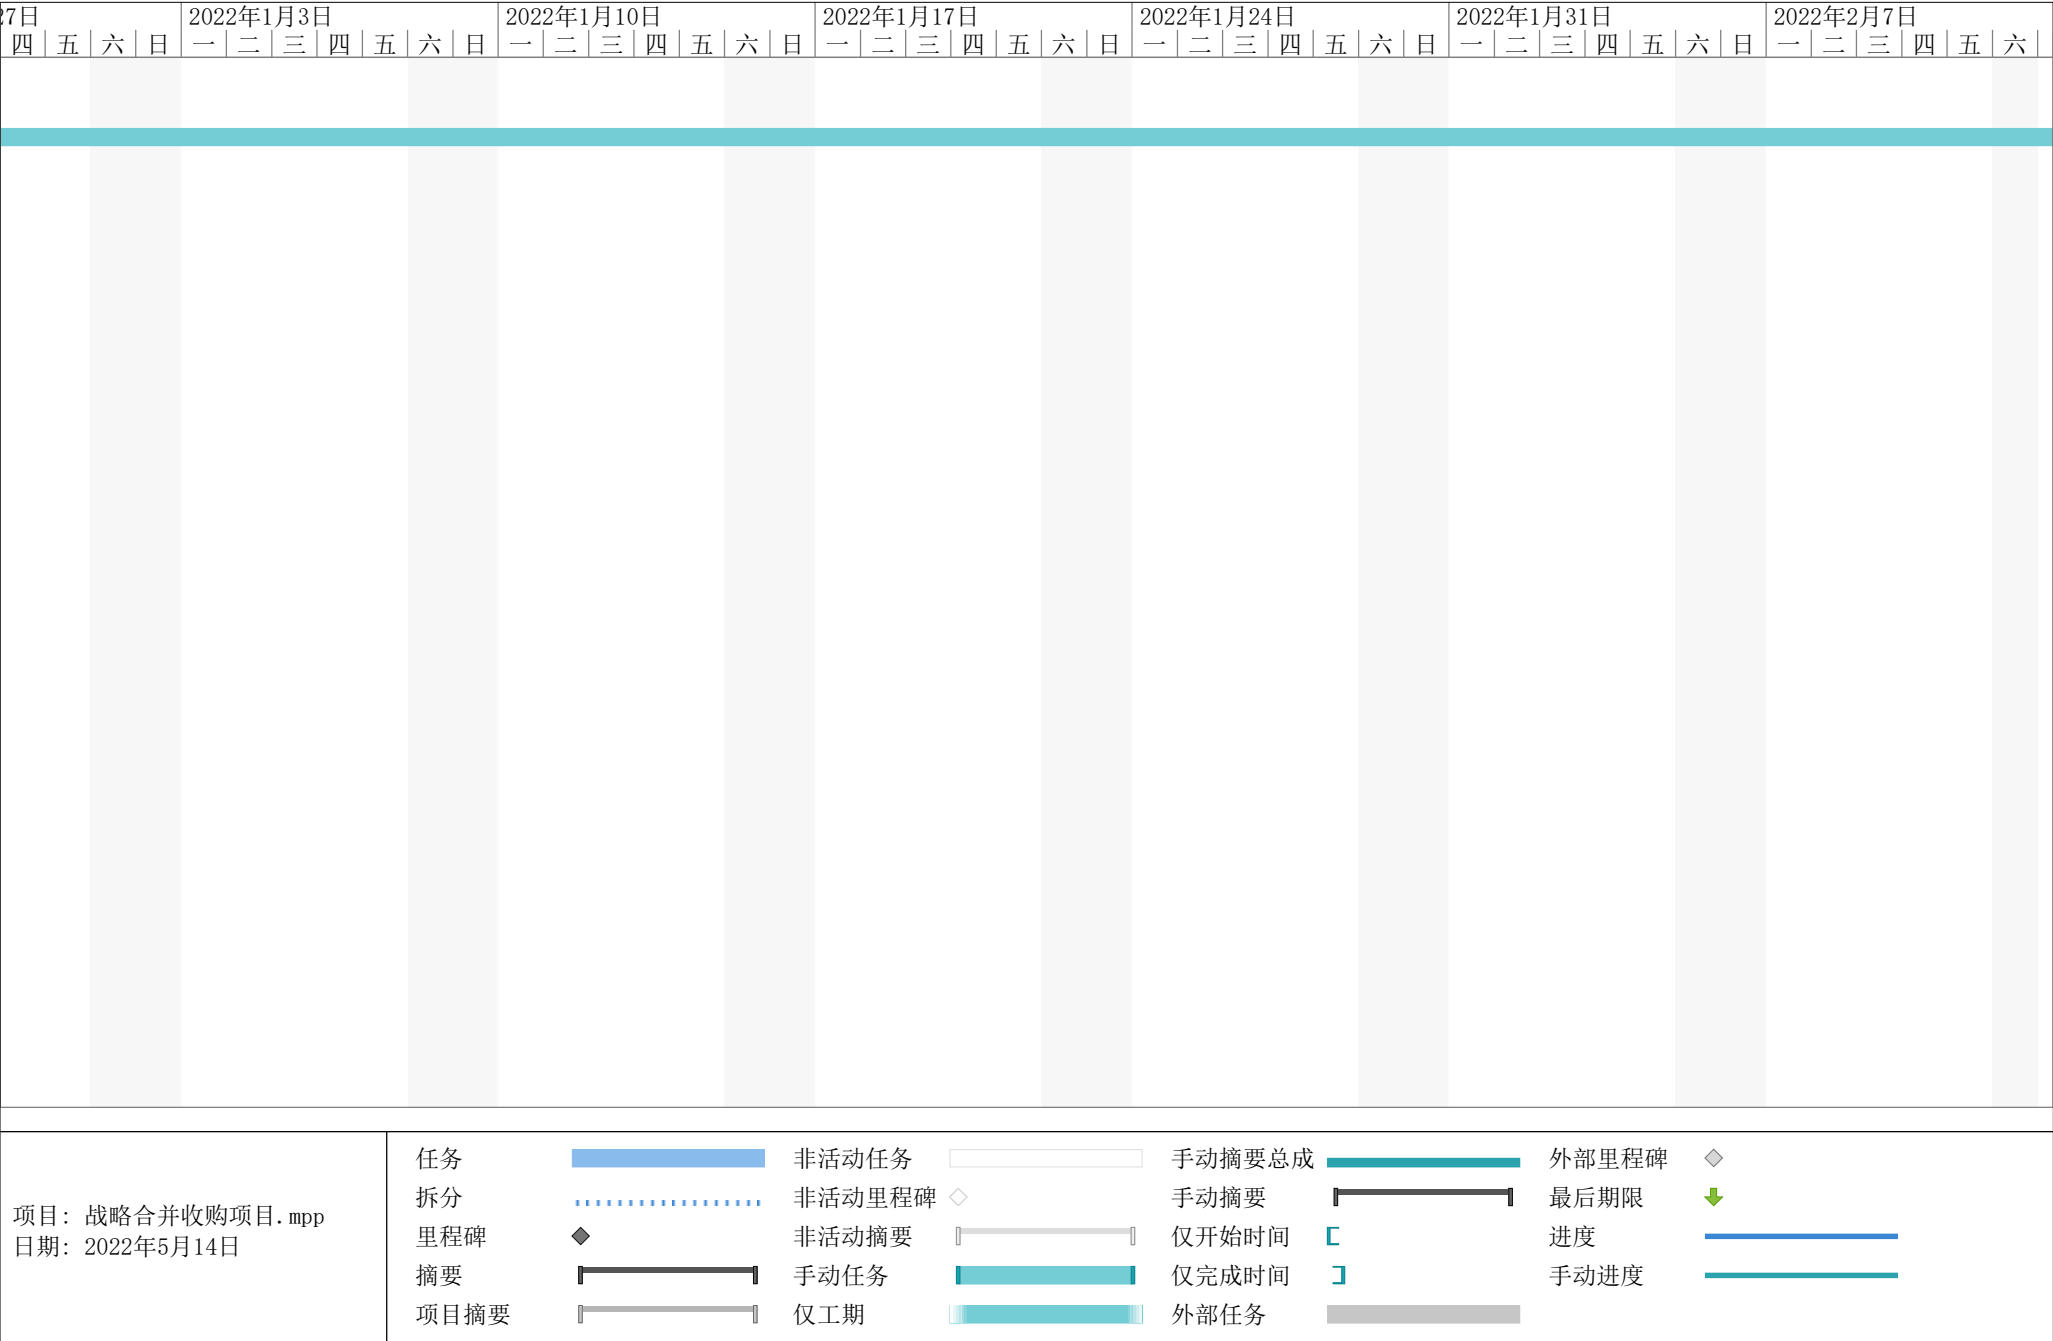 27日 2022年1月3日 2022年1月10日 2022年1月17日 2022年1月24日 2022年1月31日 2022年2月7日
四 五 六 日 一 二 三 四 五 六 日 一 二 三 四 五 六 日 一 二 三 四 五 六 日 一 二 三 四 五 六 日 一 二 三 四 五 六 日 一 二 三 四 五 六
项目: 战略合并收购项目.mpp
日期: 2022年5月14日
任务
拆分
里程碑
摘要
项目摘要
非活动任务
非活动里程碑
非活动摘要
手动任务
仅工期
手动摘要总成
手动摘要
仅开始时间
仅完成时间
外部任务
外部里程碑
最后期限
进度
手动进度